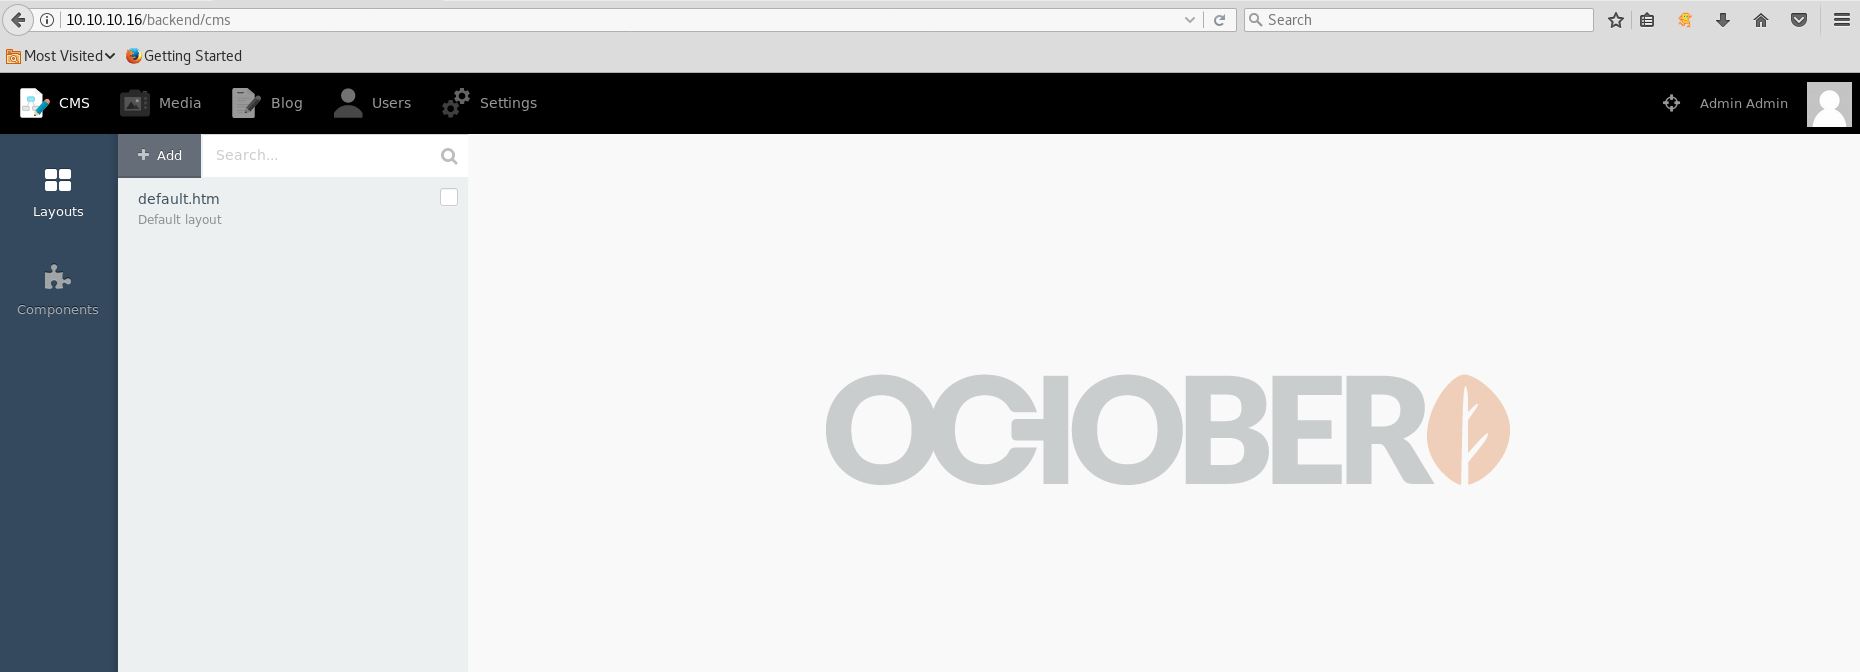 10.10.10.16/backend/cms
Search
Most Visited
Getting Started
CMS
Media
Blog
Users
Settings
Admin Admin
+ Add
Search...
Layouts
default.htm
Default layout
Components
OCTOBER